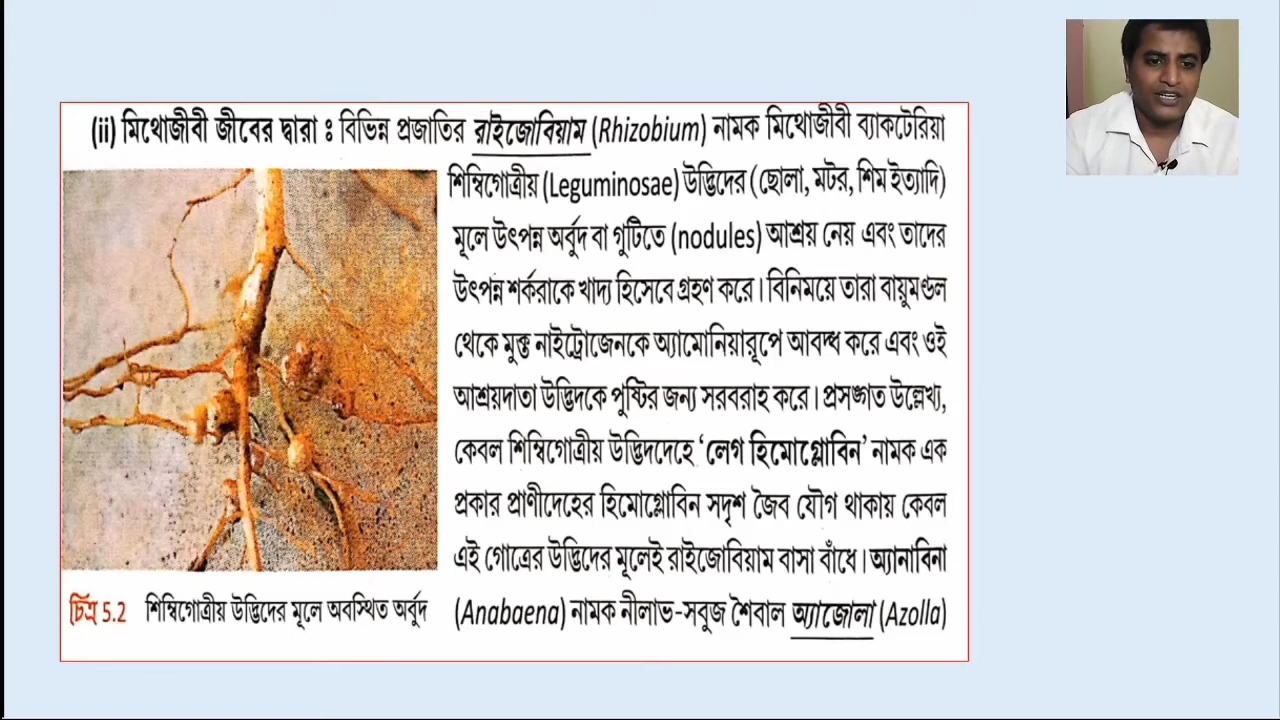 (ii) মিথোজীবী জীবের দ্বারা : বিভিন্ন প্রজাতির রাইজোবিয়াম (Rhizobium) নামক মিথোজীবী ব্যাকটেরিয়া
শিম্বিগোত্রীয় (Leguminosae) উদ্ভিদের (ছোলা, মটর, শিম ইত্যাদি)
মূলে উৎপন্ন অর্বুদ বা গুটিতে (nodules) আশ্রয় নেয় এবং তাদের
উৎপন্ন শর্করাকে খাদ্য হিসেবে গ্রহণ করে। বিনিময়ে তারা বায়ুমণ্ডল
থেকে মুক্ত নাইট্রোজেনকে অ্যামোনিয়ারূপে আবদ্ধ করে এবং ওই
আশ্রয়দাতা উদ্ভিদকে পুষ্টির জন্য সরবরাহ করে। প্রসঙ্গত উল্লেখ্য,
কেবল শিম্বিগোত্রীয় উদ্ভিদদেহে ‘লেগ হিমোগ্লোবিন’ নামক এক
প্রকার প্রাণীদেহের হিমোগ্লোবিন সদৃশ জৈব যৌগ থাকায় কেবল
এই গোত্রের উদ্ভিদের মূলেই রাইজোবিয়াম বাসা বাঁধে। অ্যানাবিনা
(Anabaena) নামক নীলাভ-সবুজ শৈবাল অ্যাজোলা (Azolla)
চিত্র 5.2 শিম্বিগোত্রীয় উদ্ভিদের মূলে অবস্থিত অর্বুদ